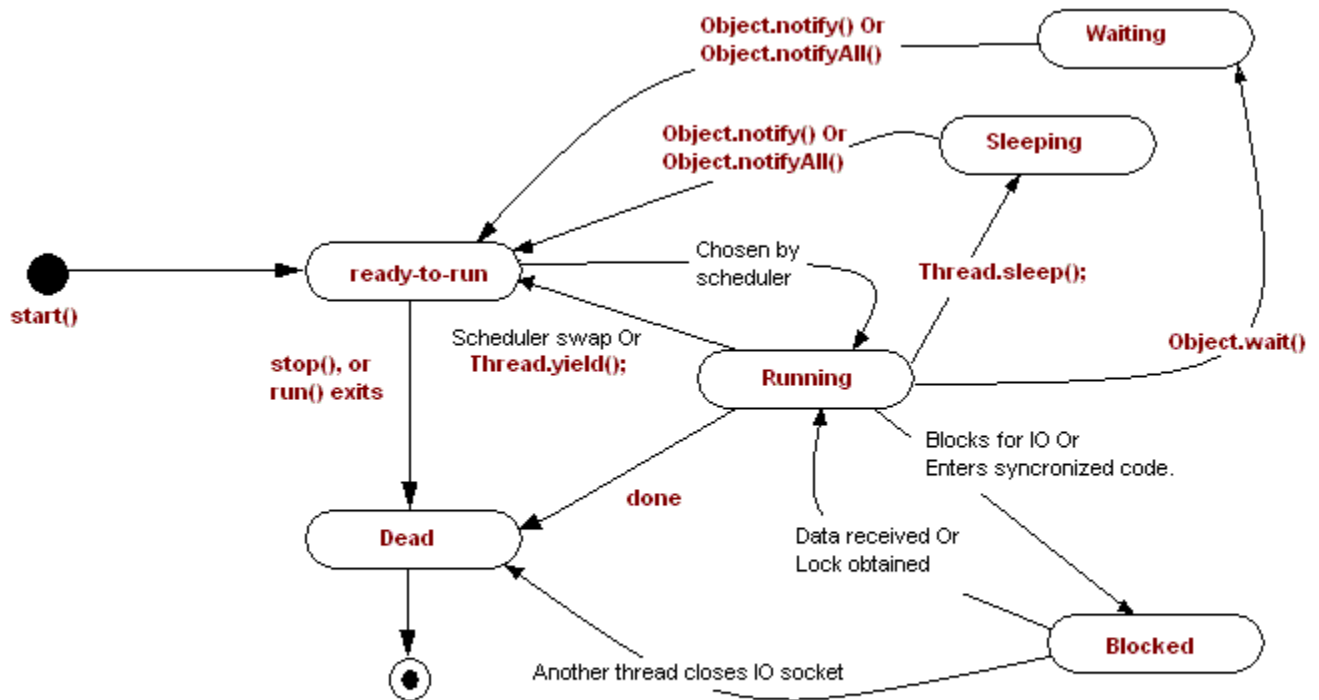 Object.notify() Or
Object.notifyAll()
Waiting
Object.notify() Or
Object.notifyAll()
Sleeping
Chosen by
scheduler
ready-to-run
Thread.sleep();
start()
Scheduler swap Or
Thread.yield();
Object.wait()
stop(), or
run() exits
Running
Blocks for IO Or
Enters syncronized code.
done
Dead
Data received Or
Lock obtained
Blocked
Another thread closes IO socket